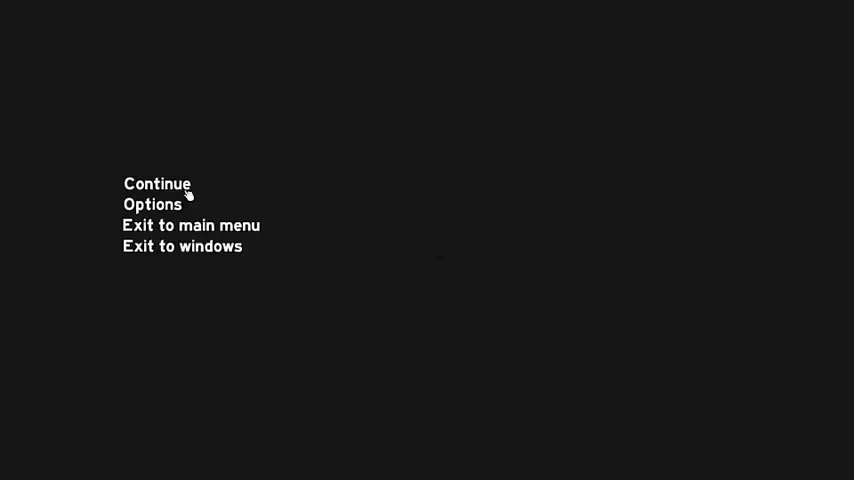 Continue
Options
Exit to main menu
Exit to windows